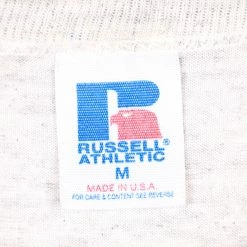 R
RUSSELL
ATHLETIC®
M
MADE IN U.S.A.
FOR CARE & CONTENT SEE REVERSE